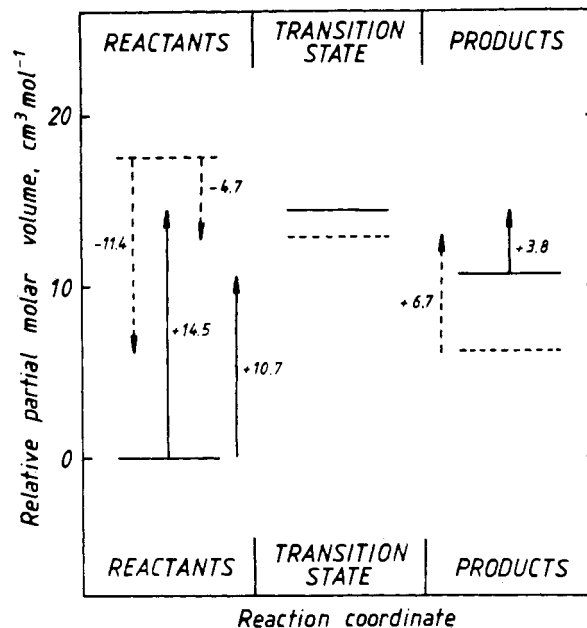 REACTANTS
TRANSITION
STATE
PRODUCTS
Relative partial molar volume, cm³ mol⁻¹
20
10
0
-4.7
-11.4
+14.5
+10.7
+3.8
+6.7
REACTANTS
TRANSITION
STATE
PRODUCTS
Reaction coordinate